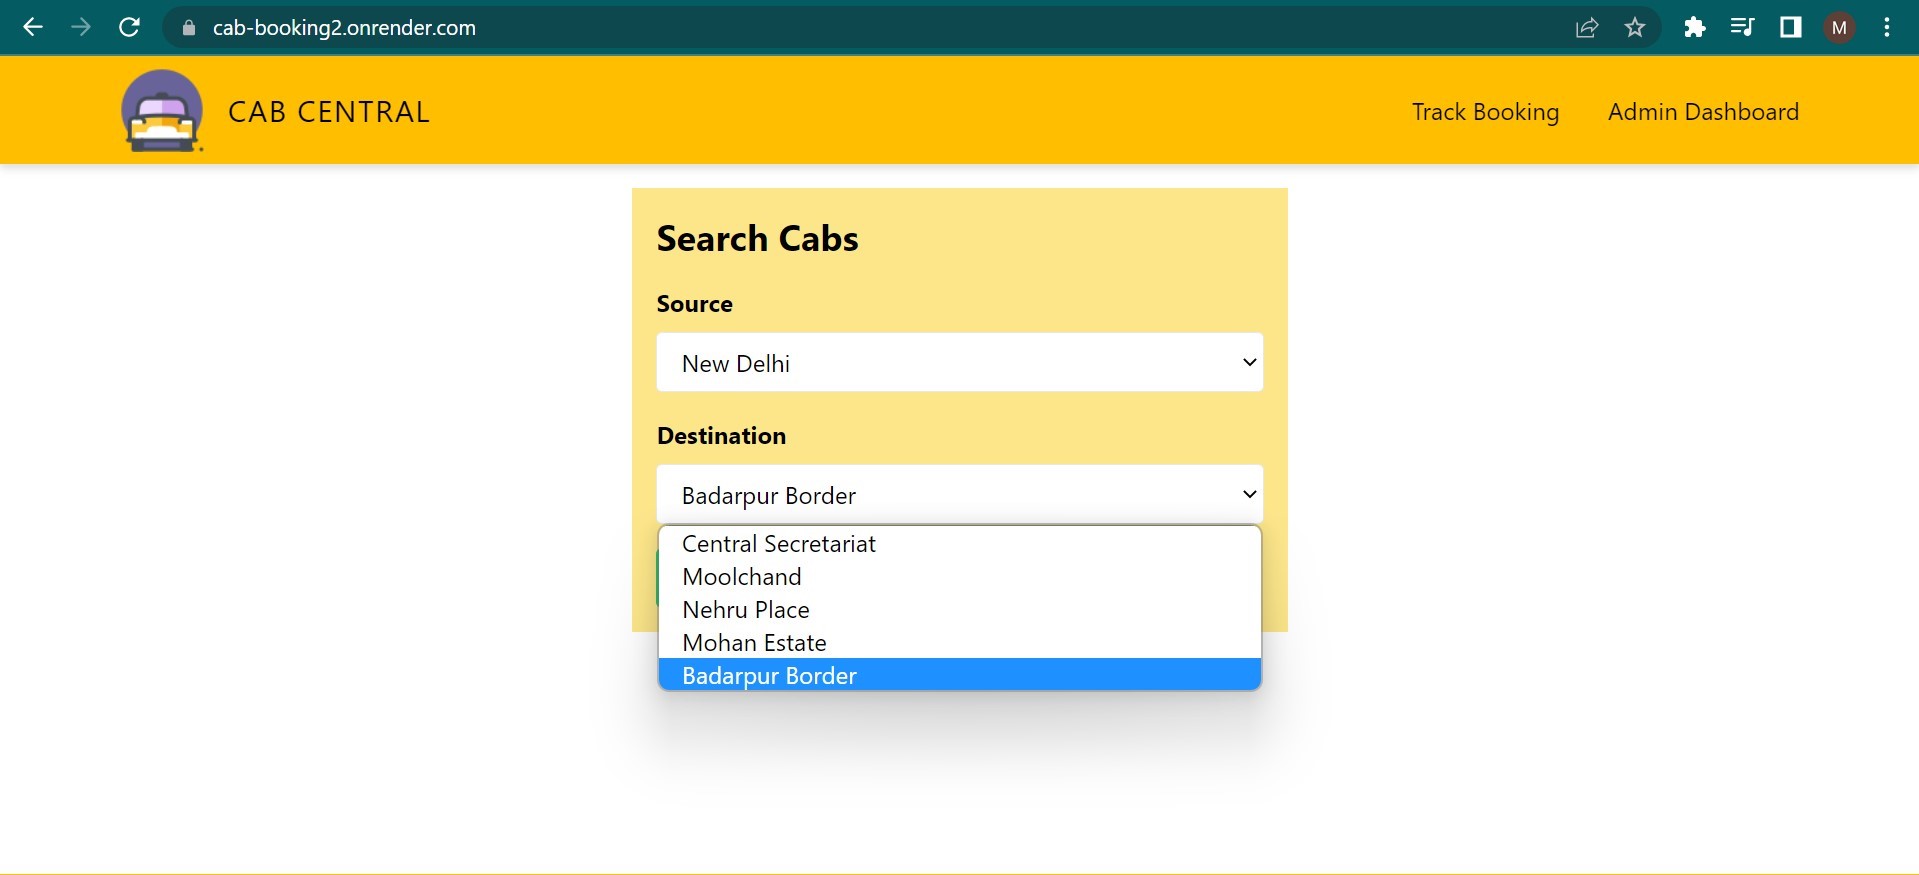 cab-booking2.onrender.com
M
CAB CENTRAL
Track Booking
Admin Dashboard
Search Cabs
Source
New Delhi
Destination
Badarpur Border
Central Secretariat
Moolchand
Nehru Place
Mohan Estate
Badarpur Border